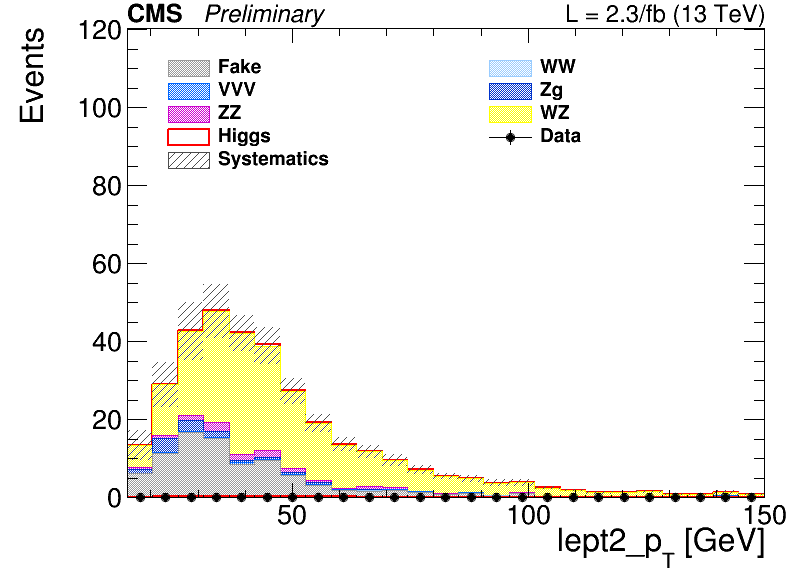 CMS Preliminary L = 2.3/fb (13 TeV)
Events
120
100
80
60
40
20
0
Fake
VVV
ZZ
Higgs
Systematics
WW
Zg
WZ
Data
50 100 150
lept2_p_T [GeV]